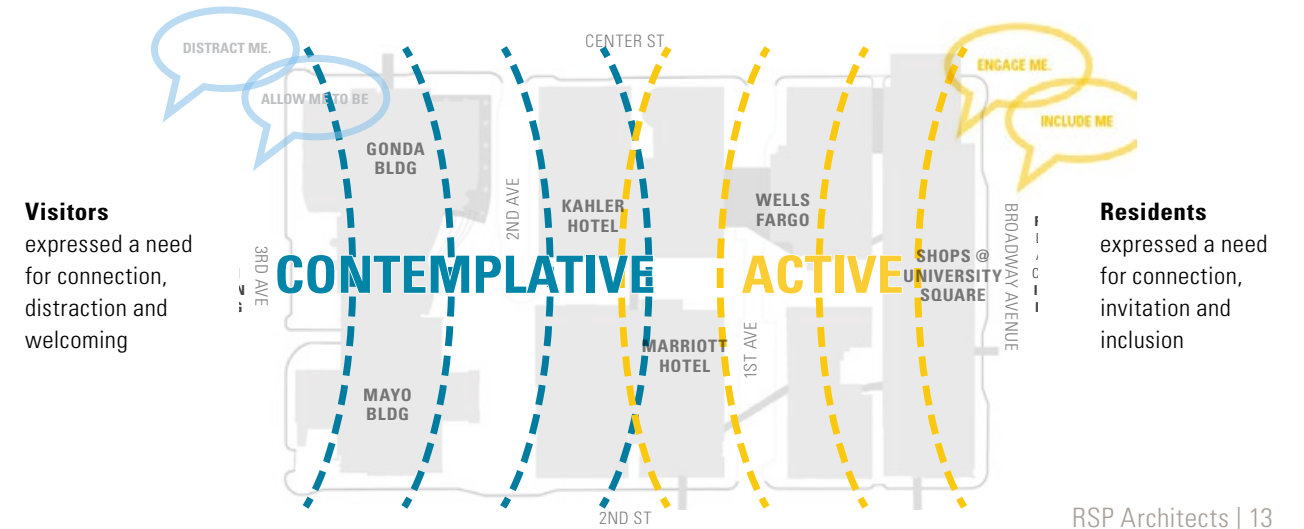 DISTRACT ME.
ALLOW ME TO BE
CENTER ST
ENGAGE ME.
INCLUDE ME
GONDA
BLDG
2ND AVE
KAHLER
HOTEL
WELLS
FARGO
Visitors
expressed a need
for connection,
distraction and
welcoming
3RD AVE
CONTEMPLATIVE
ACTIVE
SHOPS @
UNIVERSITY
SQUARE
BROADWAY AVENUE
Residents
expressed a need
for connection,
invitation and
inclusion
MARRIOTT
HOTEL
1ST AVE
MAYO
BLDG
2ND ST
RSP Architects | 13